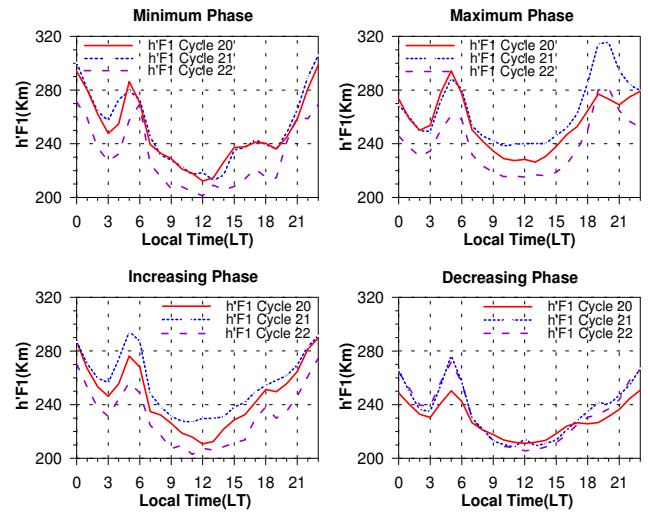 Minimum Phase
320
280
240
200
h'F1(Km)
h'F1 Cycle 20
h'F1 Cycle 21
h'F1 Cycle 22
0 3 6 9 12 15 18 21
Local Time(LT)
Maximum Phase
320
280
240
200
h'F1(Km)
h'F1 Cycle 20
h'F1 Cycle 21
h'F1 Cycle 22
0 3 6 9 12 15 18 21
Local Time(LT)
Increasing Phase
320
280
240
200
h'F1(Km)
h'F1 Cycle 20
h'F1 Cycle 21
h'F1 Cycle 22
0 3 6 9 12 15 18 21
Local Time(LT)
Decreasing Phase
320
280
240
200
h'F1(Km)
h'F1 Cycle 20
h'F1 Cycle 21
h'F1 Cycle 22
0 3 6 9 12 15 18 21
Local Time(LT)